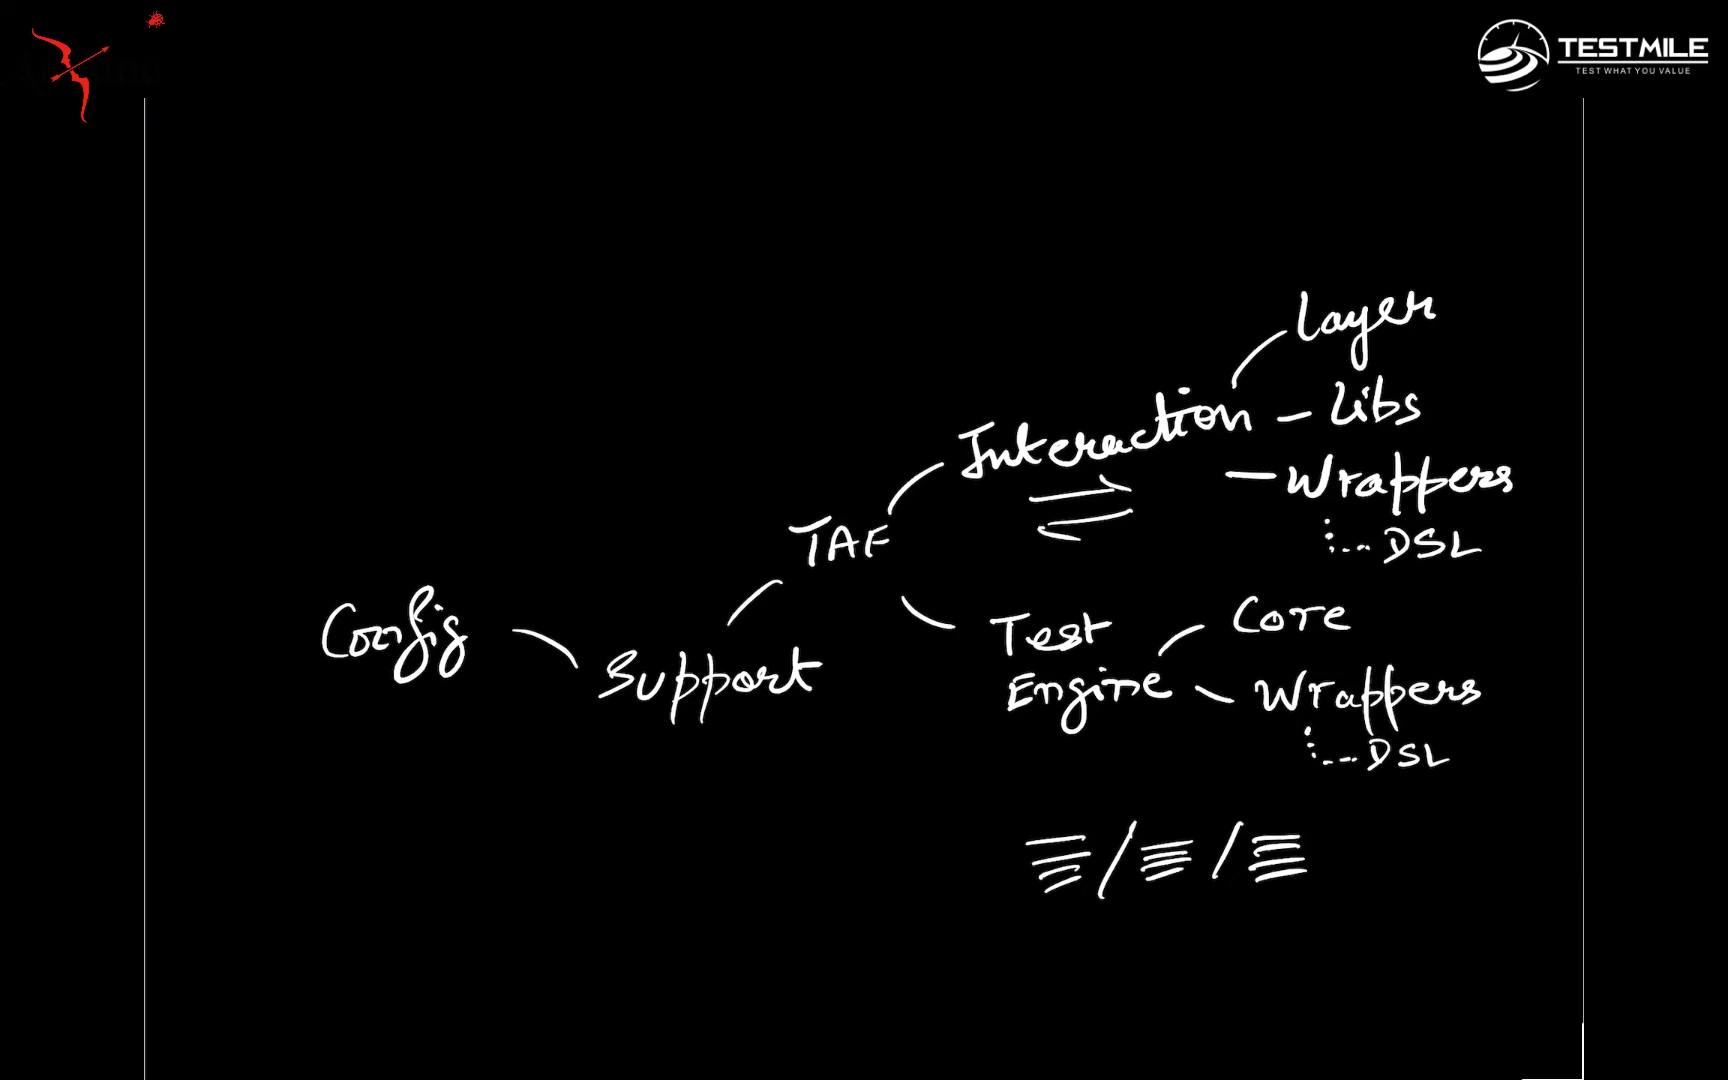 TESTMILE
TEST WHAT YOU VALUE
Layer
Interaction
Libs
Wrappers
DSL
TAF
Config
Support
Test
Engine
Core
Wrappers
DSL